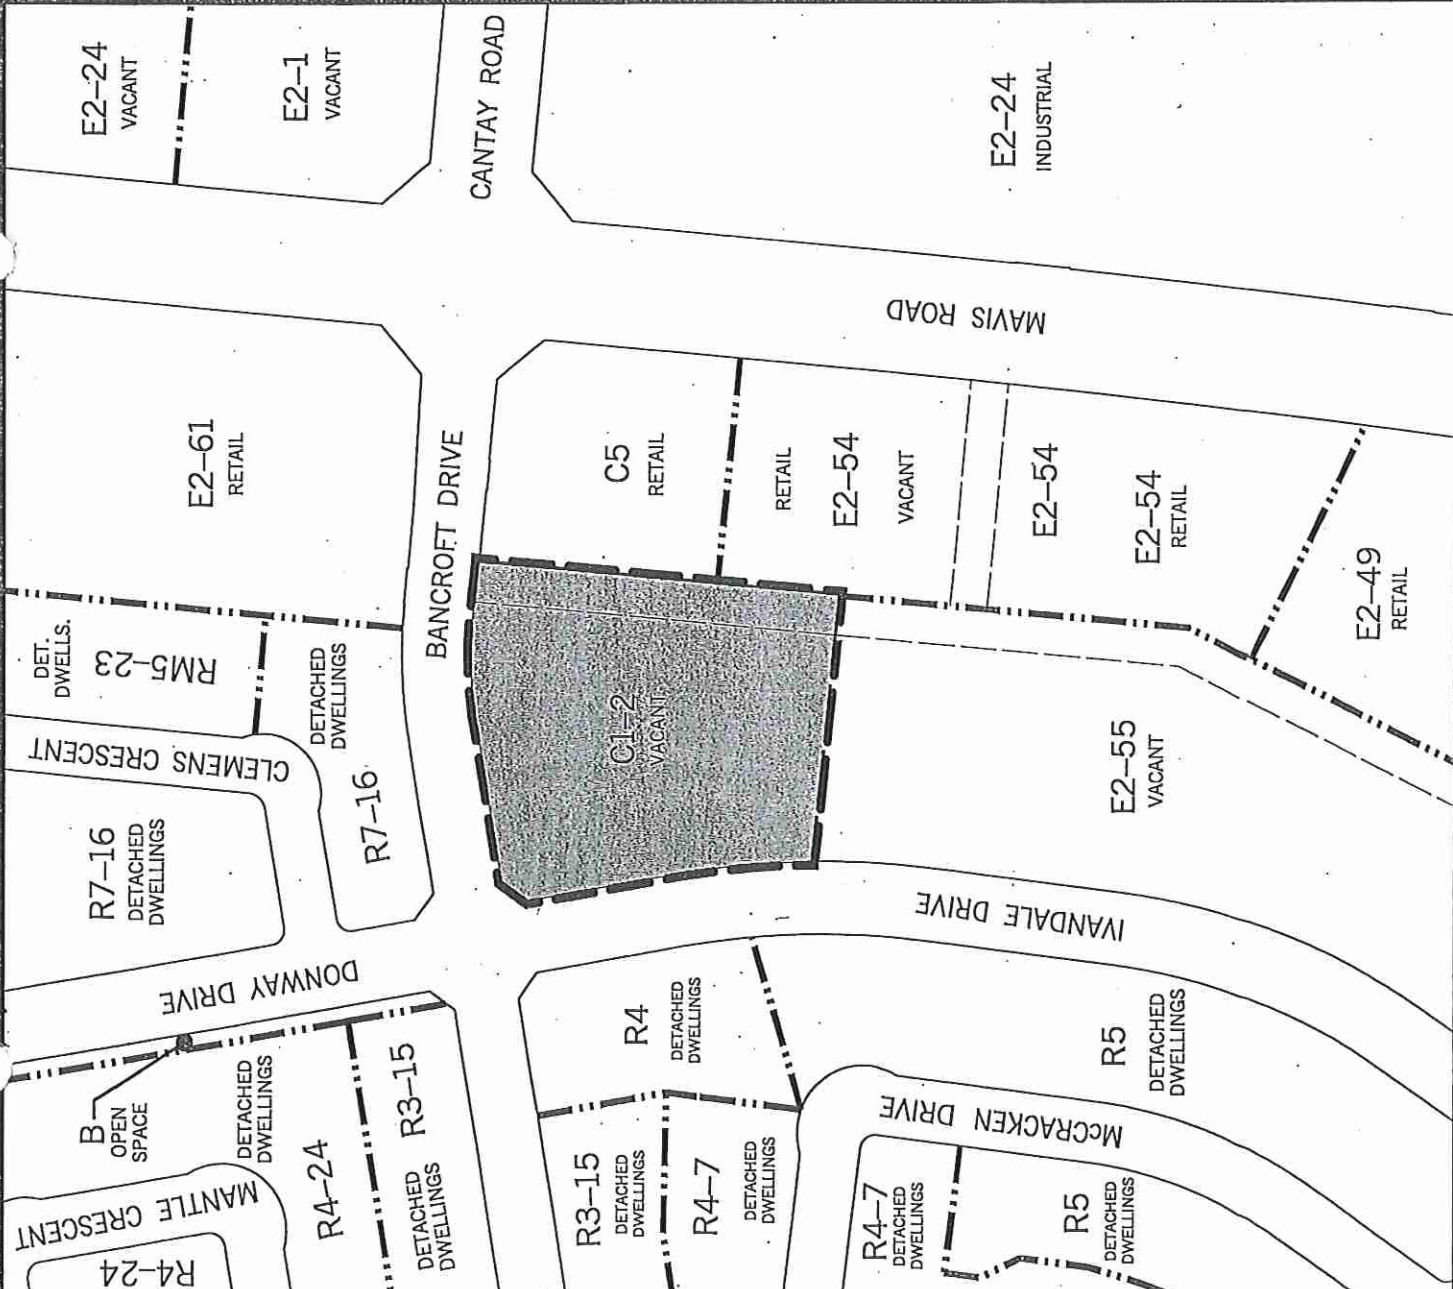 E2–24
VACANT
E2–1
VACANT
CANTAY ROAD
E2–24
INDUSTRIAL
MAVIS ROAD
E2–61
RETAIL
BANCROFT DRIVE
C5
RETAIL
RETAIL
E2–54
VACANT
E2–54
E2–54
RETAIL
E2–49
RETAIL
DET.
DWELLS.
RM5–23
DETACHED
DWELLINGS
R7–16
CLEMENS CRESCENT
R7–16
DETACHED
DWELLINGS
C1–2
VACANT
E2–55
VACANT
DONWAY DRIVE
IVANDALE DRIVE
B
OPEN
SPACE
DETACHED
DWELLINGS
R4–24
R3–15
DETACHED
DWELLINGS
MANTLE CRESCENT
R4–24
R4
DETACHED
DWELLINGS
R5
DETACHED
DWELLINGS
R3–15
DETACHED
DWELLINGS
R4–7
DETACHED
DWELLINGS
McCRACKEN DRIVE
R4–7
DETACHED
DWELLINGS
R5
DETACHED
DWELLINGS